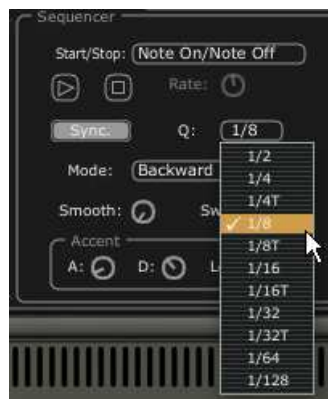 Sequencer
Start/Stop: Note On/Note Off
Rate:
Sync: Q: 1/8
1/2
Mode: Backward
1/4
1/4T
Smooth:
1/8
Accent
1/8T
A: D:
1/16
1/16T
1/32
1/32T
1/64
1/128